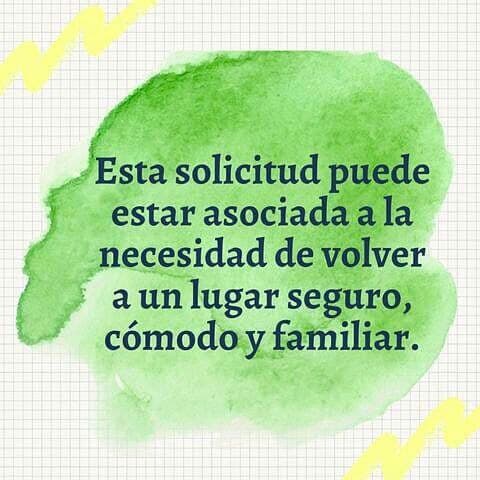 Esta solicitud puede
estar asociada a la
necesidad de volver
a un lugar seguro,
cómodo y familiar.